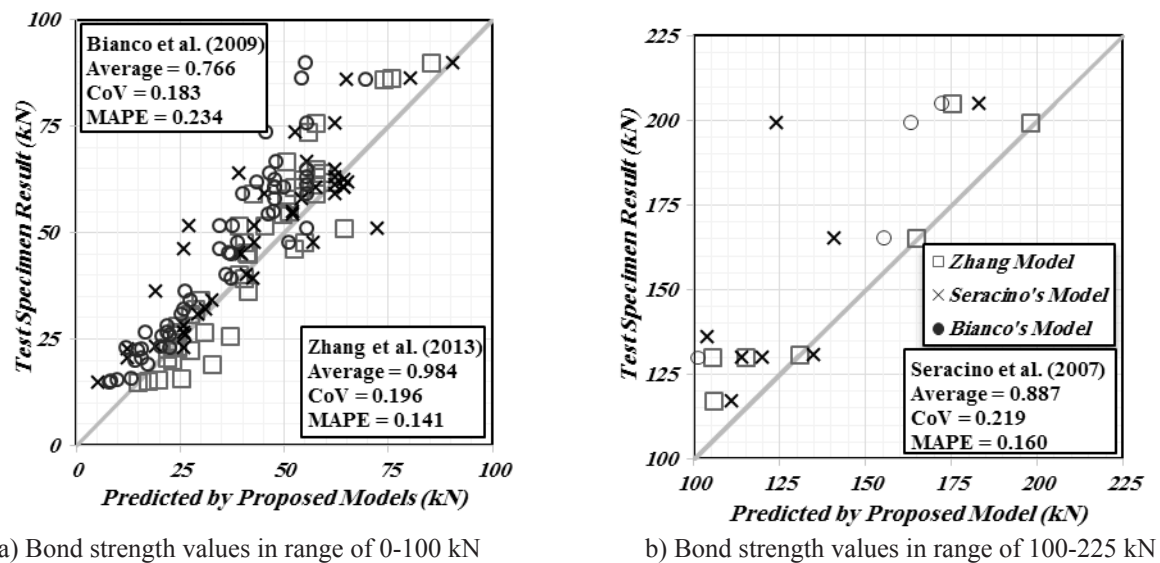 100
75
50
25
0
Test Specimen Result (kN)
Bianco et al. (2009)
Average = 0.766
CoV = 0.183
MAPE = 0.234
Zhang et al. (2013)
Average = 0.984
CoV = 0.196
MAPE = 0.141
0 25 50 75 100
Predicted by Proposed Models (kN)
a) Bond strength values in range of 0-100 kN
225
200
175
150
125
100
Test Specimen Result (kN)
Zhang Model
Seracino's Model
Bianco's Model
Seracino et al. (2007)
Average = 0.887
CoV = 0.219
MAPE = 0.160
100 125 150 175 200 225
Predicted by Proposed Model (kN)
b) Bond strength values in range of 100-225 kN